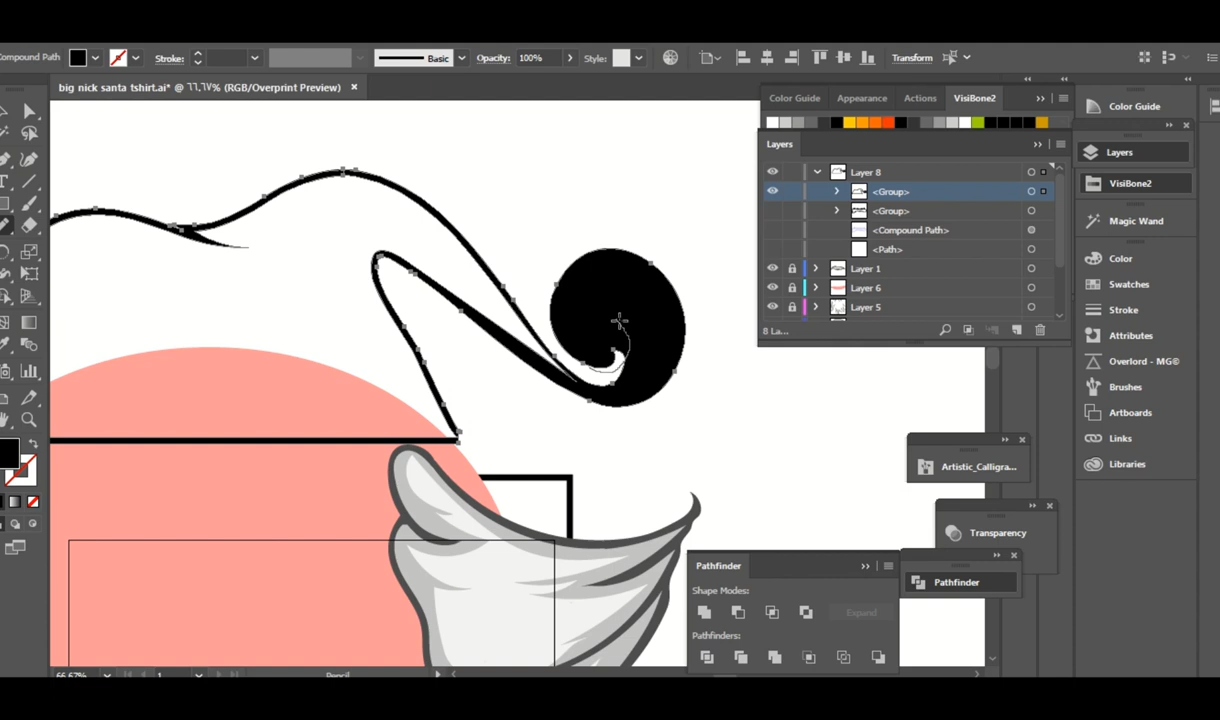 Compound Path
Stroke:
Basic
Opacity:
100%
Style:
Transform
big nick santa tshirt.ai* @ ٦٦,٦٧% (RGB/Overprint Preview)
Color Guide
Appearance
Actions
VisiBone2
Layers
Layer 8
<Group>
<Group>
<Compound Path>
<Path>
Layer 1
Layer 6
Layer 5
8 La...
Color Guide
Layers
VisiBone2
Magic Wand
Color
Swatches
Stroke
Attributes
Overlord - MG©
Brushes
Artboards
Links
Libraries
Artistic_Calligra...
Transparency
Pathfinder
Pathfinder
Shape Modes:
Expand
Pathfinders:
66.67%
1
Pencil